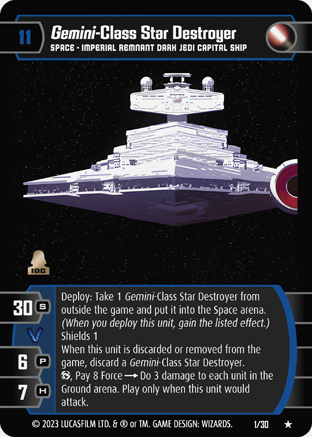 11
Gemini-Class Star Destroyer
SPACE - IMPERIAL REMNANT DARK JEDI CAPITAL SHIP
IDC
30 S
6 P
7 H
Deploy: Take 1 Gemini-Class Star Destroyer from
outside the game and put it into the Space arena.
(When you deploy this unit, gain the listed effect.)
Shields 1
When this unit is discarded or removed from the
game, discard a Gemini-Class Star Destroyer.
, Pay 8 Force → Do 3 damage to each unit in the
Ground arena. Play only when this unit would
attack.
© 2023 LUCASFILM LTD. & ® or TM. GAME DESIGN: WIZARDS.
1/30 ★